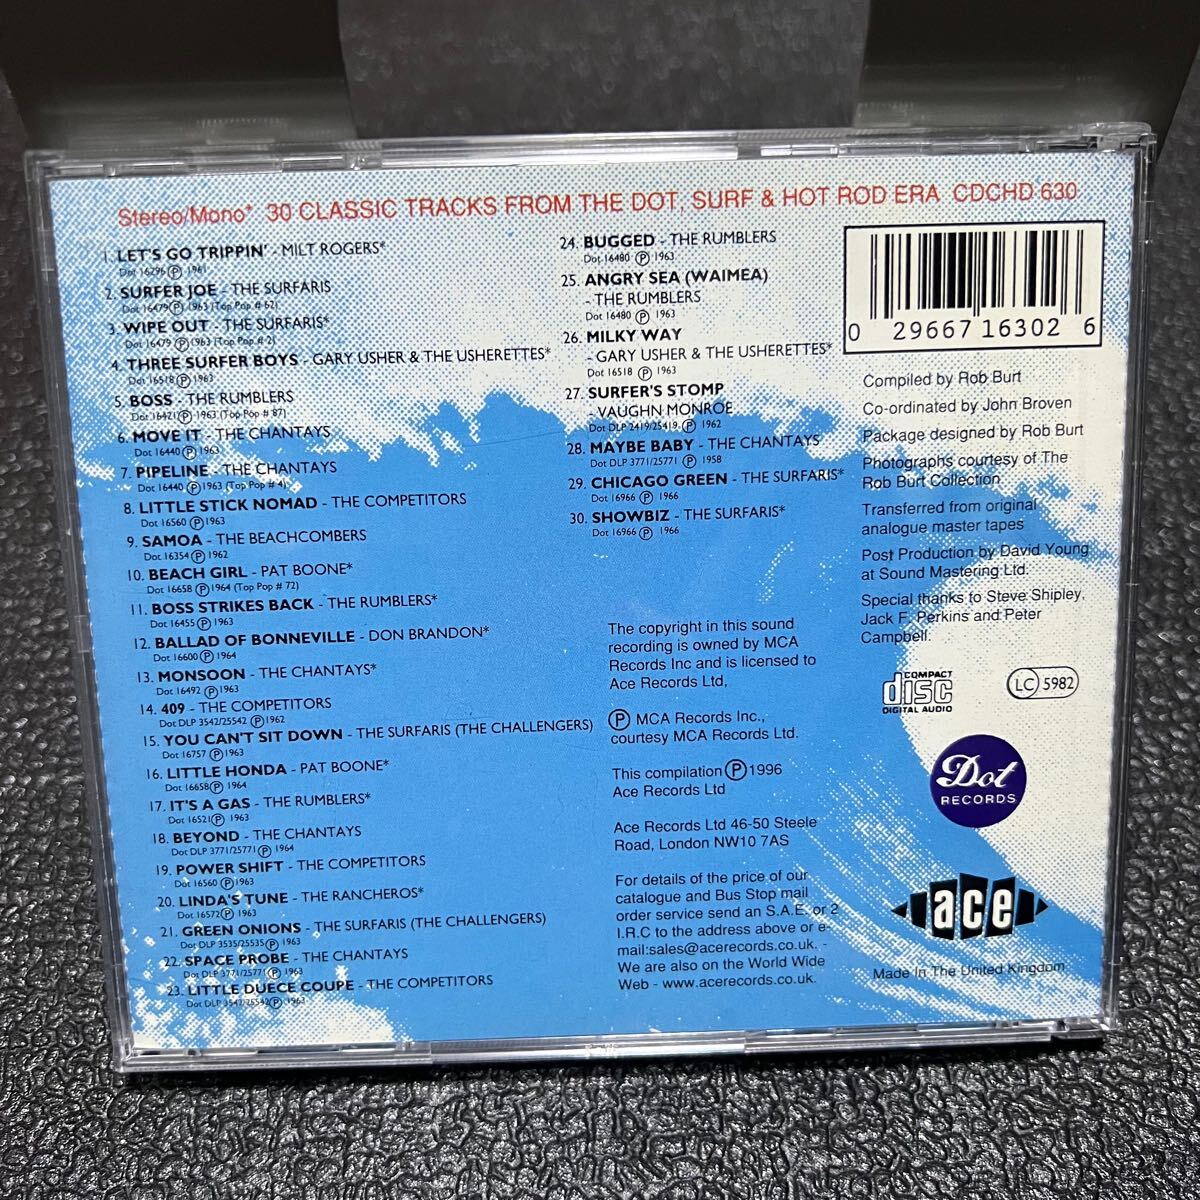 Stereo/Mono* 30 CLASSIC TRACKS FROM THE DOT, SURF & HOT ROD ERA CDCHD 630
1. LET'S GO TRIPPIN' - MILT ROGERS*
Dot 16296 Ⓟ 1961
2. SURFER JOE - THE SURFARIS
Dot 16479 Ⓟ 1963 (Top Pop # 62)
3. WIPE OUT - THE SURFARIS*
Dot 16479 Ⓟ 1963 (Top Pop # 2)
4. THREE SURFER BOYS - GARY USHER & THE USHERETTES*
Dot 16518 Ⓟ 1963
5. BOSS - THE RUMBLERS
Dot 16421 Ⓟ 1963 (Top Pop # 87)
6. MOVE IT - THE CHANTAYS
Dot 16440 Ⓟ 1963
7. PIPELINE - THE CHANTAYS
Dot 16440 Ⓟ 1963 (Top Pop # 4)
8. LITTLE STICK NOMAD - THE COMPETITORS
Dot 16560 Ⓟ 1963
9. SAMOA - THE BEACHCOMBERS
Dot 16354 Ⓟ 1962
10. BEACH GIRL - PAT BOONE*
Dot 16658 Ⓟ 1964 (Top Pop # 72)
11. BOSS STRIKES BACK - THE RUMBLERS*
Dot 16455 Ⓟ 1963
12. BALLAD OF BONNEVILLE - DON BRANDON*
Dot 16600 Ⓟ 1964
13. MONSOON - THE CHANTAYS*
Dot 16492 Ⓟ 1963
14. 409 - THE COMPETITORS
Dot DLP 3542/25542 Ⓟ 1962
15. YOU CAN'T SIT DOWN - THE SURFARIS (THE CHALLENGERS)
Dot 16757 Ⓟ 1963
16. LITTLE HONDA - PAT BOONE*
Dot 16658 Ⓟ 1964
17. IT'S A GAS - THE RUMBLERS*
Dot 16521 Ⓟ 1963
18. BEYOND - THE CHANTAYS
Dot DLP 3771/25771 Ⓟ 1964
19. POWER SHIFT - THE COMPETITORS
Dot 16560 Ⓟ 1963
20. LINDA'S TUNE - THE RANCHEROS*
Dot 16572 Ⓟ 1963
21. GREEN ONIONS - THE SURFARIS (THE CHALLENGERS)
Dot DLP 3535/25535 Ⓟ 1963
22. SPACE PROBE - THE CHANTAYS
Dot DLP 3771/25771 Ⓟ 1963
23. LITTLE DUECE COUPE - THE COMPETITORS
Dot DLP 3542/25542 Ⓟ 1963
24. BUGGED - THE RUMBLERS
Dot 16480 Ⓟ 1963
25. ANGRY SEA (WAIMEA)
- THE RUMBLERS
Dot 16480 Ⓟ 1963
26. MILKY WAY
- GARY USHER & THE USHERETTES*
Dot 16518 Ⓟ 1963
27. SURFER'S STOMP
- VAUGHN MONROE
Dot DLP 2419/25419 Ⓟ 1962
28. MAYBE BABY - THE CHANTAYS
Dot DLP 3771/25771 Ⓟ 1958
29. CHICAGO GREEN - THE SURFARIS*
Dot 16966 Ⓟ 1966
30. SHOWBIZ - THE SURFARIS*
Dot 16966 Ⓟ 1966
The copyright in this sound
recording is owned by MCA
Records Inc and is licensed to
Ace Records Ltd,
Ⓟ MCA Records Inc.,
courtesy MCA Records Ltd.
This compilation Ⓟ 1996
Ace Records Ltd
Ace Records Ltd 46-50 Steele
Road, London NW10 7AS
For details of the price of our
catalogue and Bus Stop mail
order service send an S.A.E. or 2
I.R.C to the address above or e-
mail:sales@acerecords.co.uk. -
We are also on the World Wide
Web - www.acerecords.co.uk.
0 29667 16302 6
Compiled by Rob Burt
Co-ordinated by John Broven
Package designed by Rob Burt
Photographs courtesy of The
Rob Burt Collection
Transferred from original
analogue master tapes
Post Production by David Young
at Sound Mastering Ltd.
Special thanks to Steve Shipley,
Jack F. Perkins and Peter
Campbell.
COMPACT
disc
DIGITAL AUDIO
LC 5982
Dot
RECORDS
ace
Made In The United Kingdom